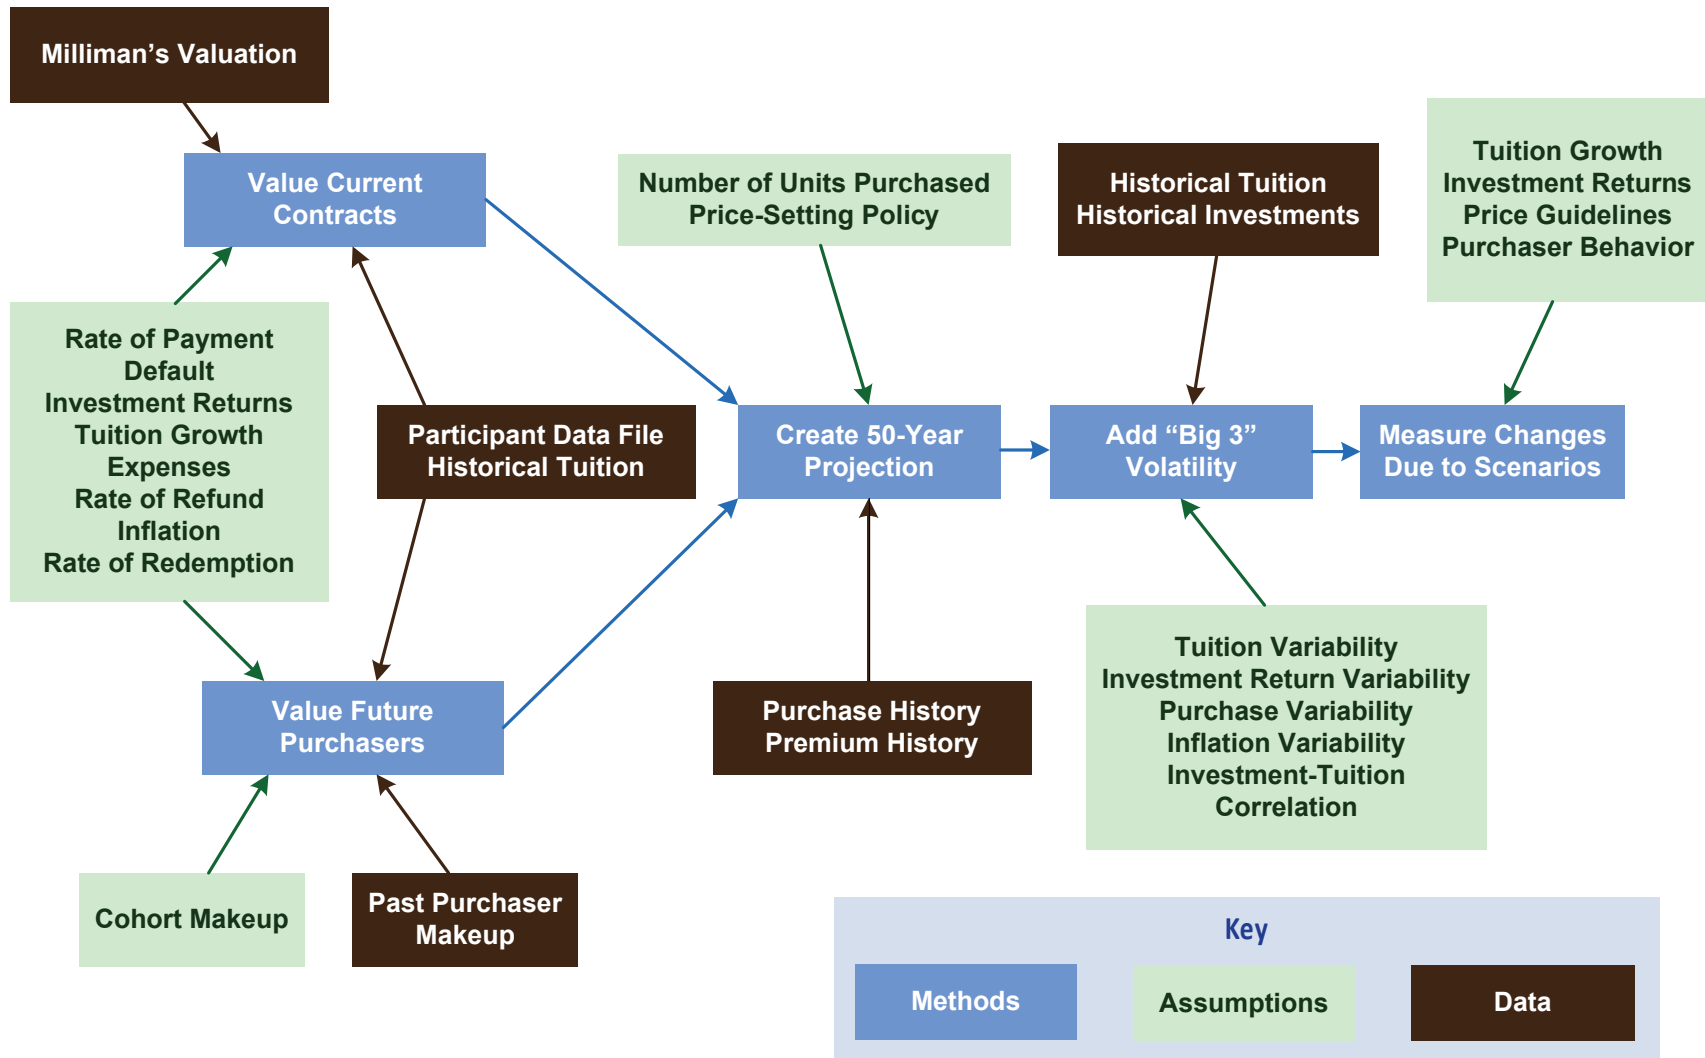 Milliman’s Valuation
Value Current
Contracts
Number of Units Purchased
Price-Setting Policy
Historical Tuition
Historical Investments
Tuition Growth
Investment Returns
Price Guidelines
Purchaser Behavior
Rate of Payment
Default
Investment Returns
Tuition Growth
Expenses
Rate of Refund
Inflation
Rate of Redemption
Participant Data File
Historical Tuition
Create 50-Year
Projection
Add “Big 3”
Volatility
Measure Changes
Due to Scenarios
Value Future
Purchasers
Purchase History
Premium History
Tuition Variability
Investment Return Variability
Purchase Variability
Inflation Variability
Investment-Tuition
Correlation
Cohort Makeup
Past Purchaser
Makeup
Key
Methods
Assumptions
Data